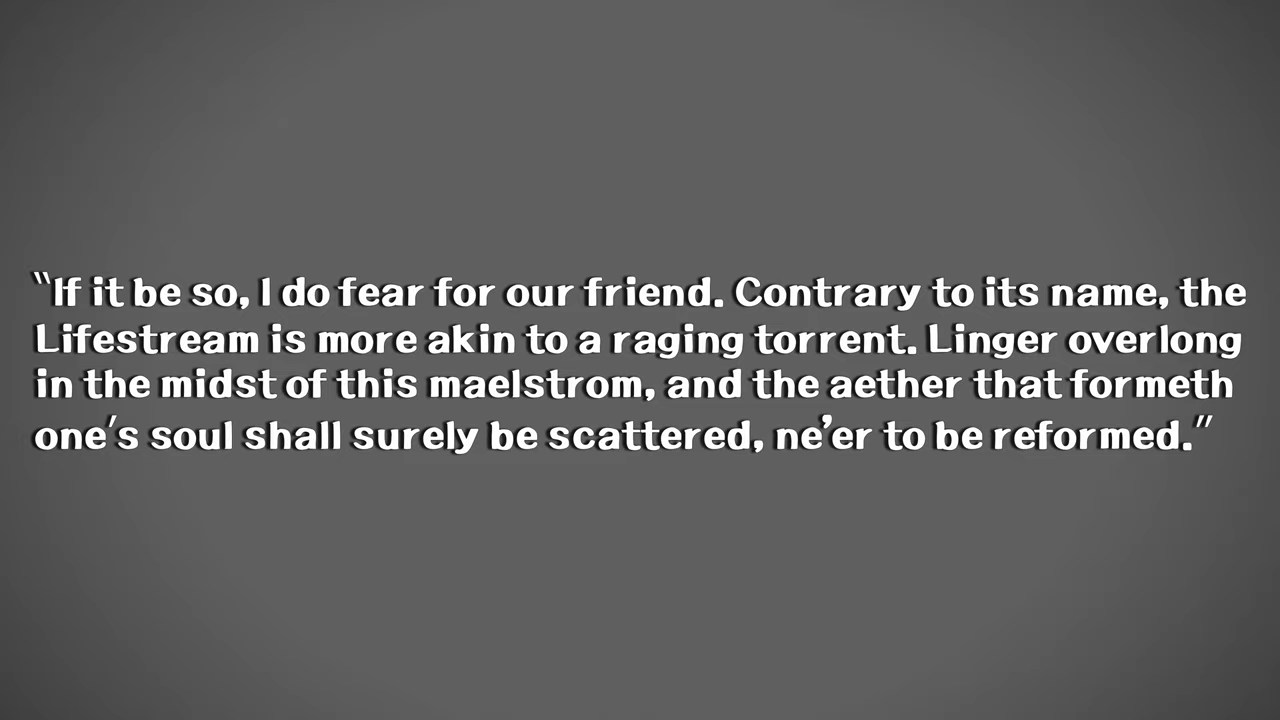 “If it be so, I do fear for our friend. Contrary to its name, the
Lifestream is more akin to a raging torrent. Linger overlong
in the midst of this maelstrom, and the aether that formeth
one's soul shall surely be scattered, ne’er to be reformed.”